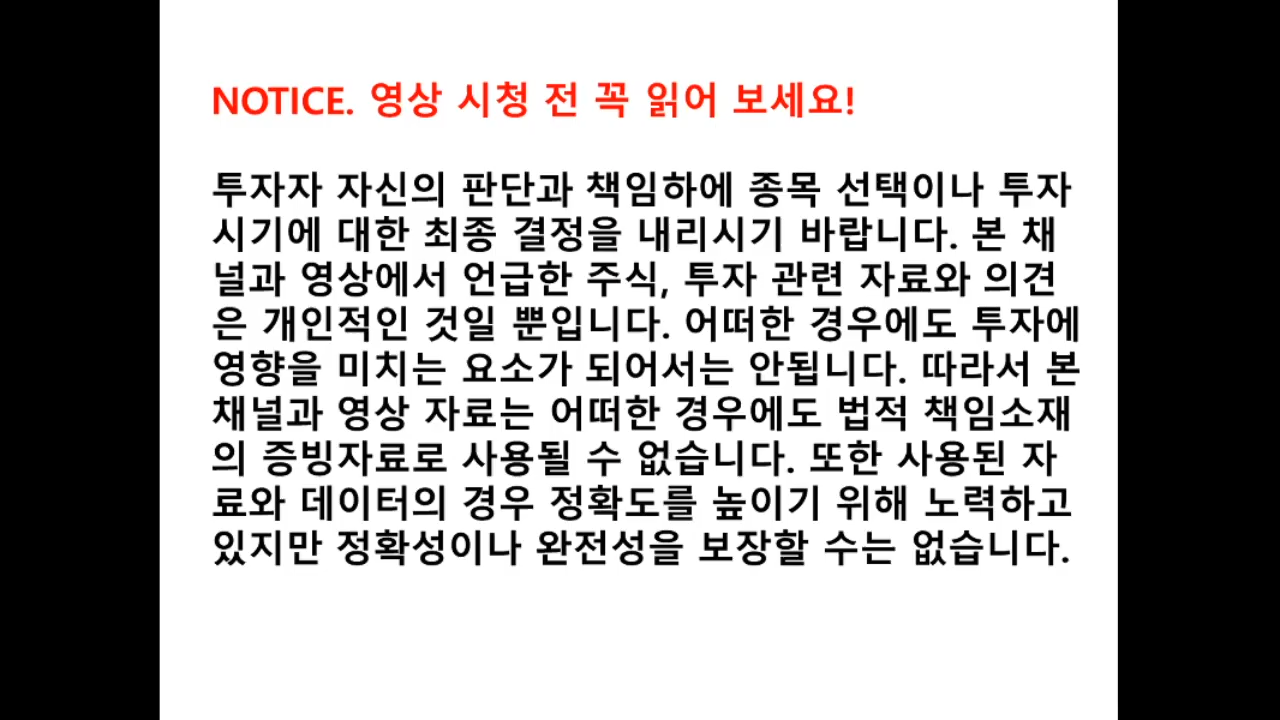 NOTICE. 영상 시청 전 꼭 읽어 보세요!
투자자 자신의 판단과 책임하에 종목 선택이나 투자
시기에 대한 최종 결정을 내리시기 바랍니다. 본 채
널과 영상에서 언급한 주식, 투자 관련 자료와 의견
은 개인적인 것일 뿐입니다. 어떠한 경우에도 투자에
영향을 미치는 요소가 되어서는 안됩니다. 따라서 본
채널과 영상 자료는 어떠한 경우에도 법적 책임소재
의 증빙자료로 사용될 수 없습니다. 또한 사용된 자
료와 데이터의 경우 정확도를 높이기 위해 노력하고
있지만 정확성이나 완전성을 보장할 수는 없습니다.